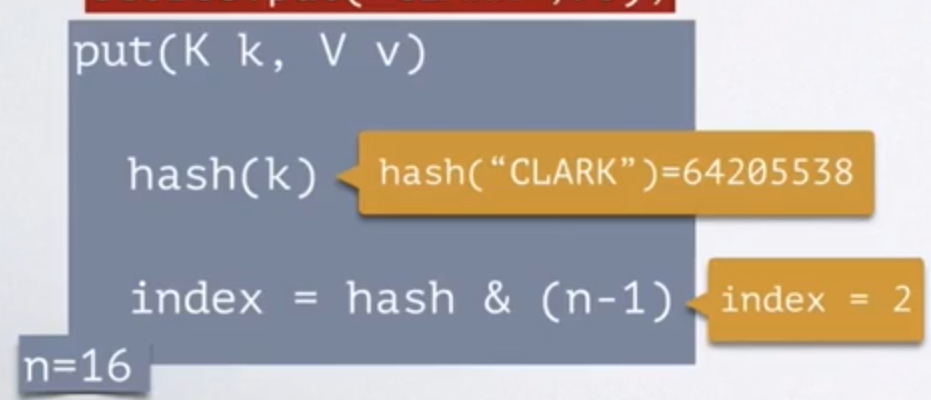 put(K k, V v)
hash(k)
hash(“CLARK”)=64205538
index = hash & (n-1)
index = 2
n=16